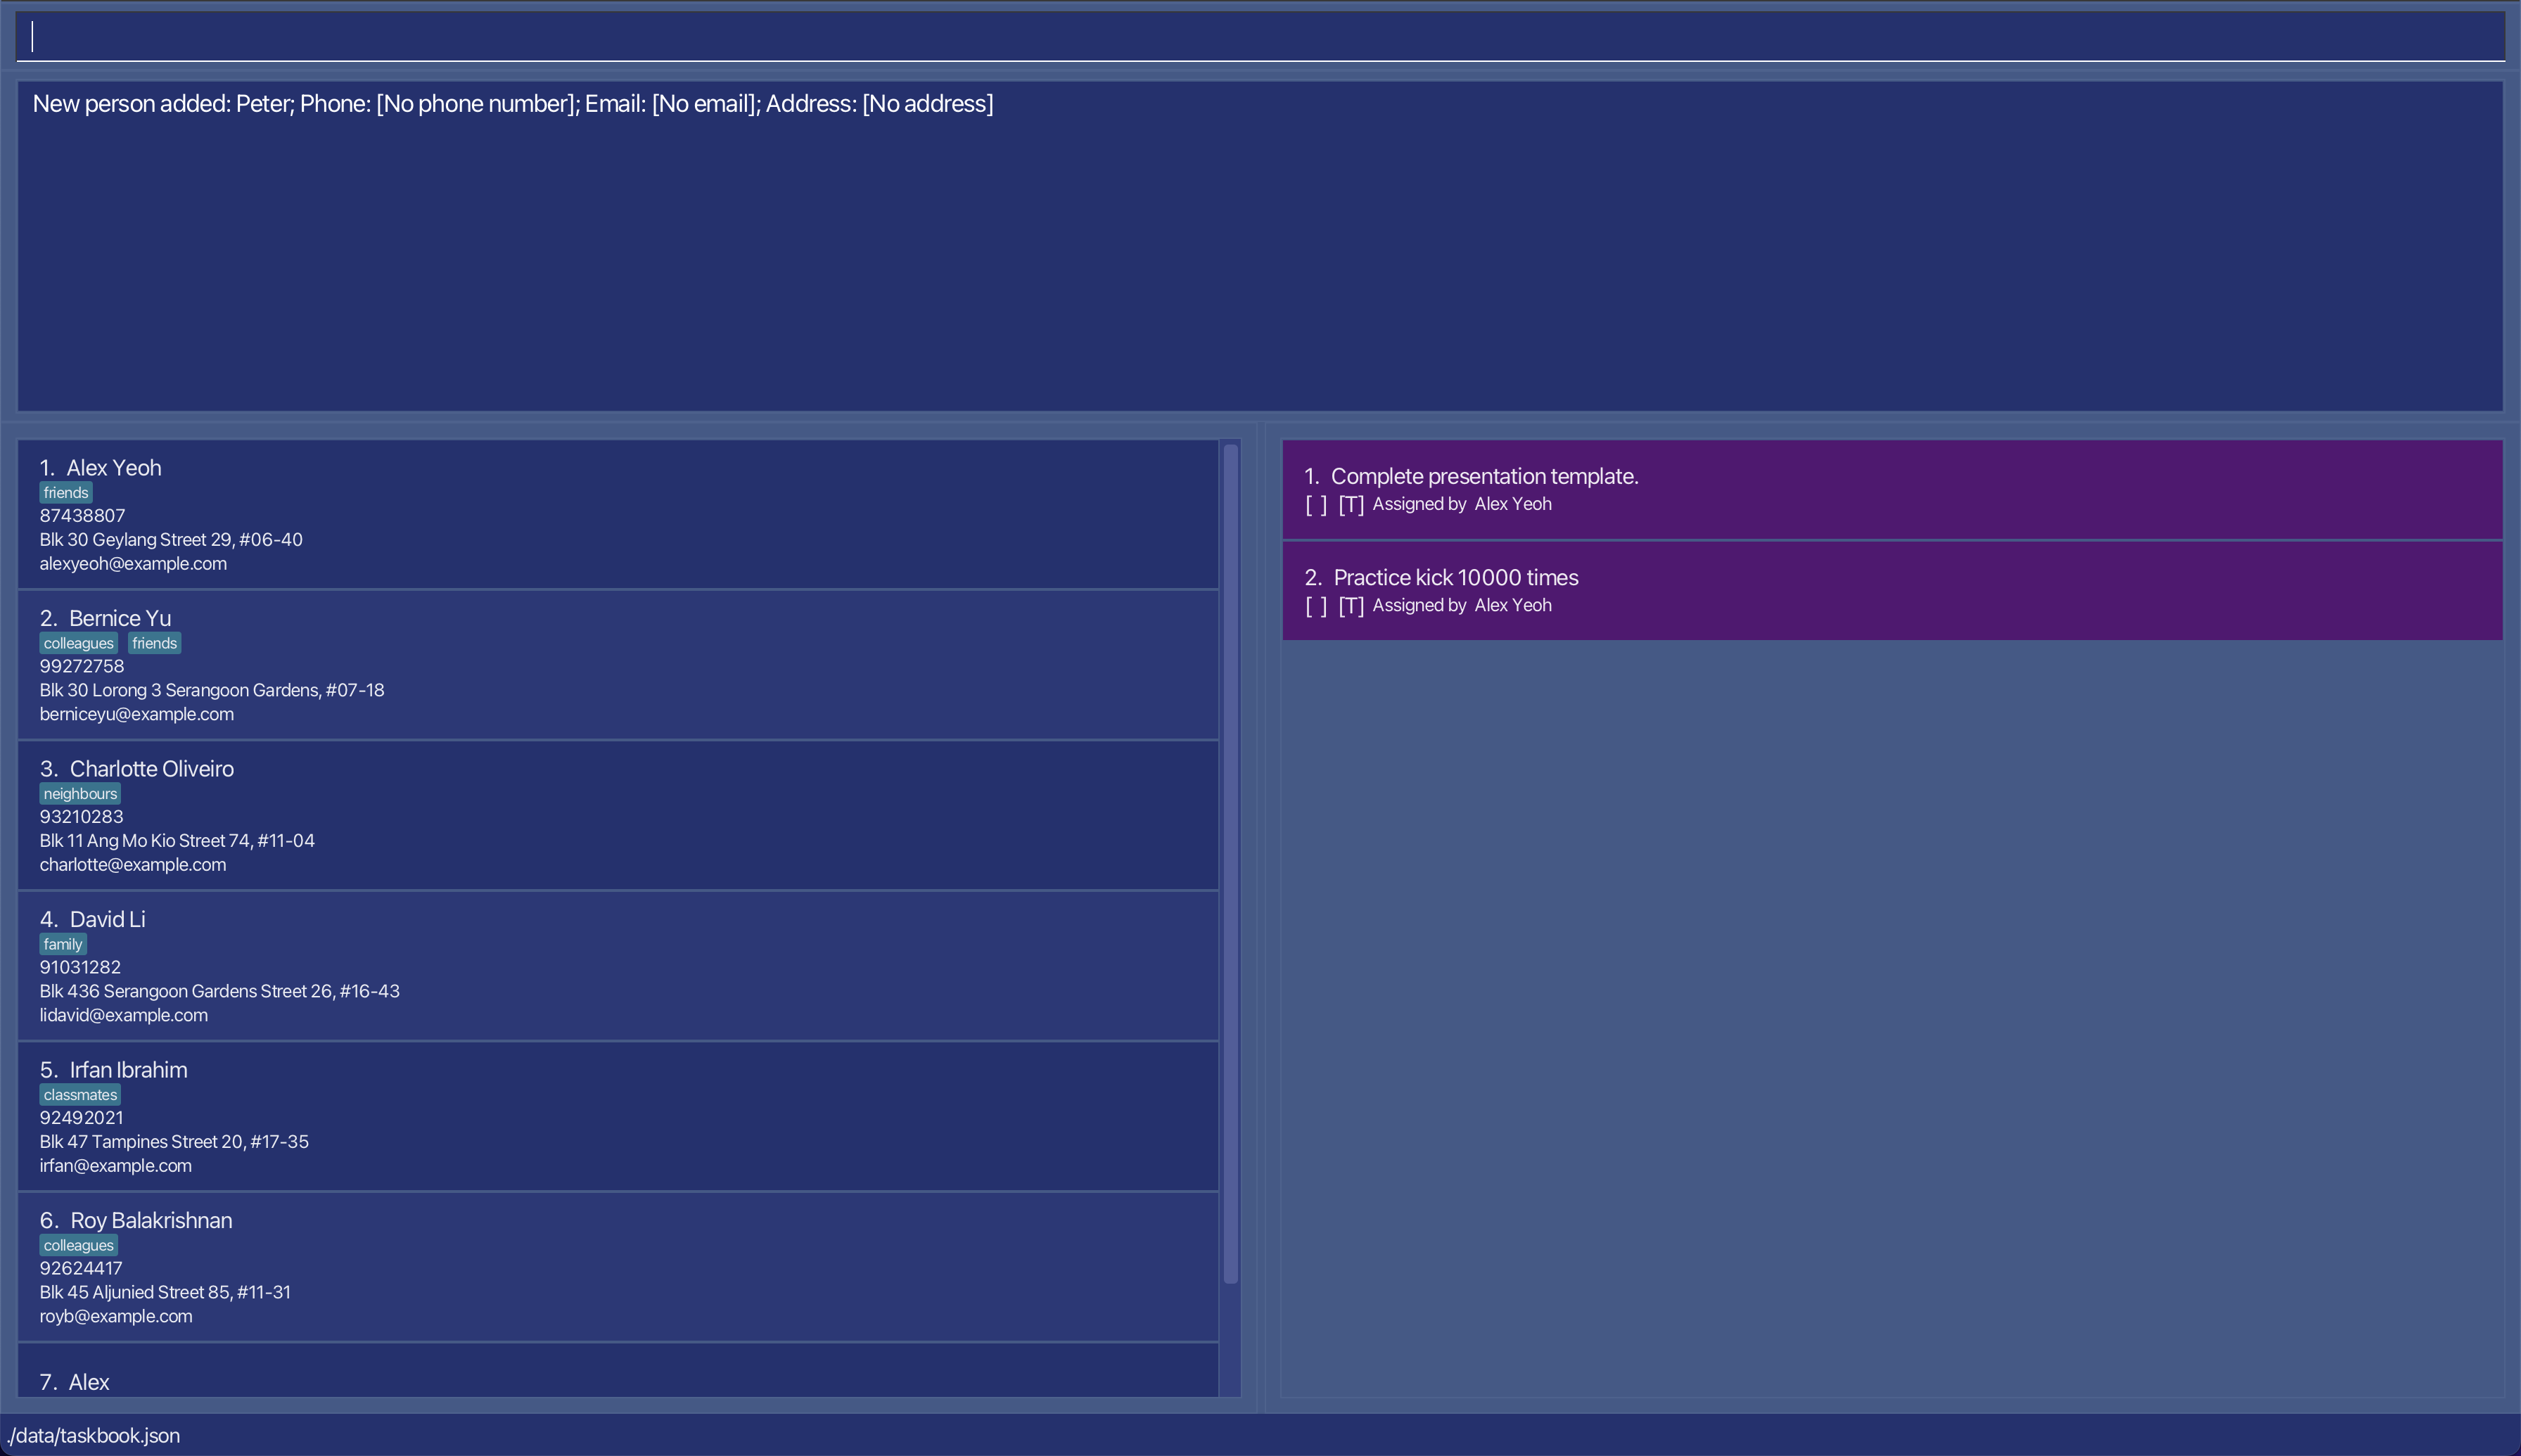 New person added: Peter; Phone: [No phone number]; Email: [No email]; Address: [No address]
1. Alex Yeoh
friends
87438807
Blk 30 Geylang Street 29, #06-40
alexyeoh@example.com
2. Bernice Yu
colleagues friends
99272758
Blk 30 Lorong 3 Serangoon Gardens, #07-18
berniceyu@example.com
3. Charlotte Oliveiro
neighbours
93210283
Blk 11 Ang Mo Kio Street 74, #11-04
charlotte@example.com
4. David Li
family
91031282
Blk 436 Serangoon Gardens Street 26, #16-43
lidavid@example.com
5. Irfan Ibrahim
classmates
92492021
Blk 47 Tampines Street 20, #17-35
irfan@example.com
6. Roy Balakrishnan
colleagues
92624417
Blk 45 Aljunied Street 85, #11-31
royb@example.com
7. Alex
1. Complete presentation template.
[ ] [T] Assigned by Alex Yeoh
2. Practice kick 10000 times
[ ] [T] Assigned by Alex Yeoh
./data/taskbook.json